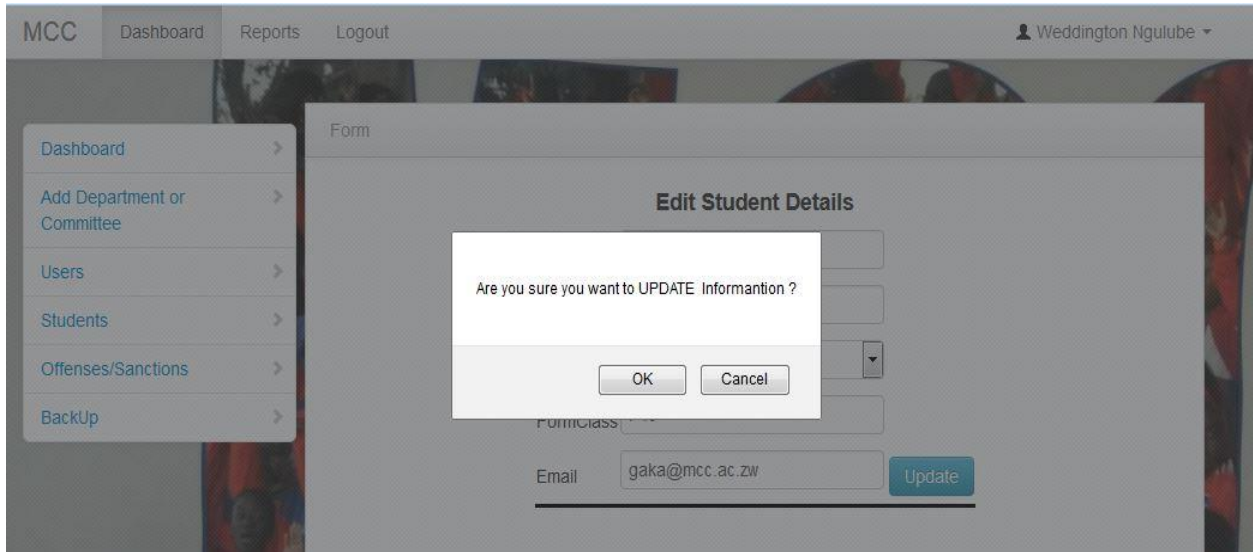 MCC Dashboard Reports Logout Weddington Ngulube
Form
Dashboard
Add Department or
Committee
Users
Students
Offenses/Sanctions
BackUp
Edit Student Details
Are you sure you want to UPDATE Informantion ?
OK Cancel
FormClass
Email gaka@mcc.ac.zw Update